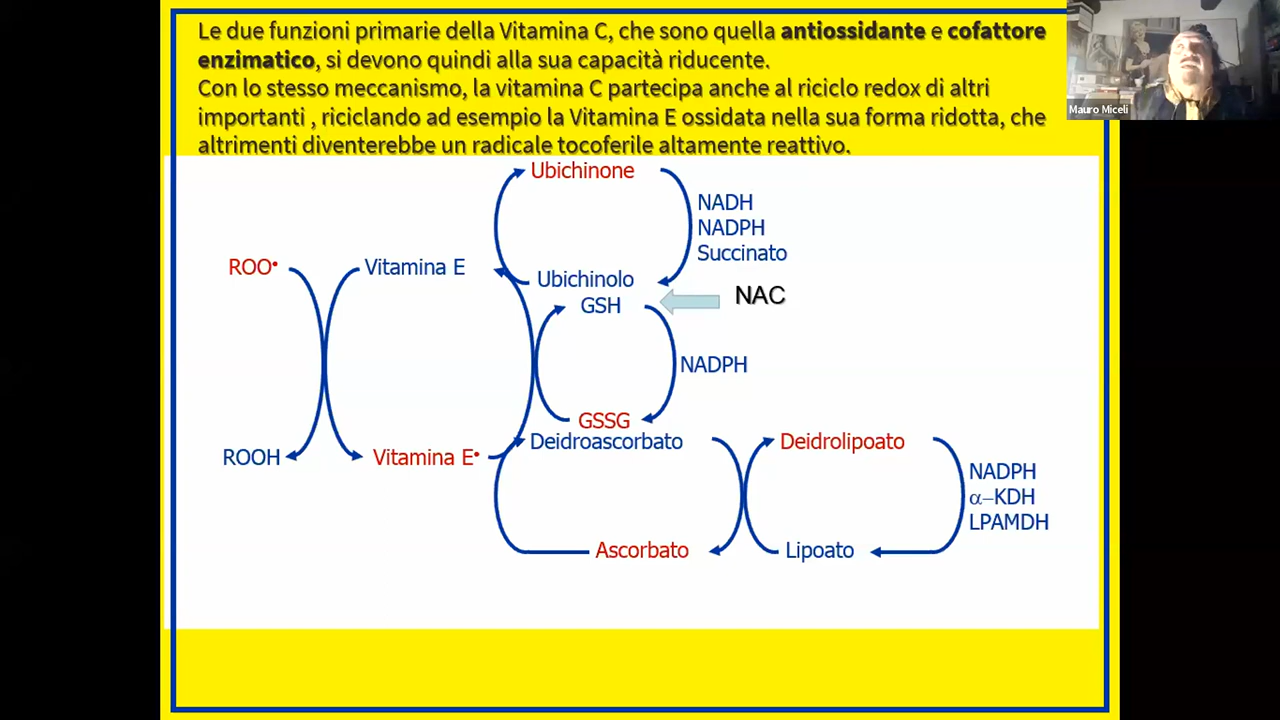 Le due funzioni primarie della Vitamina C, che sono quella antiossidante e cofattore
enzimatico, si devono quindi alla sua capacità riducente.
Con lo stesso meccanismo, la vitamina C partecipa anche al riciclo redox di altri
importanti , riciclando ad esempio la Vitamina E ossidata nella sua forma ridotta, che
altrimenti diventerebbe un radicale tocoferile altamente reattivo.
Mauro Miceli
Ubichinone
NADH
NADPH
Succinato
ROO•
Vitamina E
Ubichinolo
NAC
GSH
NADPH
GSSG
Deidroascorbato
Deidrolipoato
ROOH
Vitamina E•
NADPH
α–KDH
LPAMDH
Ascorbato
Lipoato